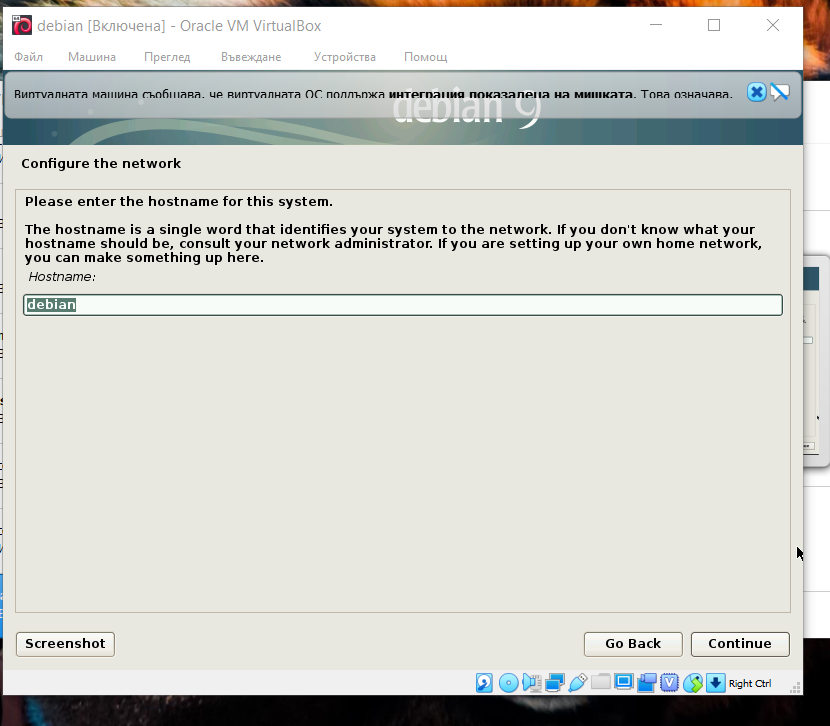 debian [Включена] - Oracle VM VirtualBox
Файл Машина Преглед Въвеждане Устройства Помощ
Виртуалната машина съобщава, че виртуалната ОС поддържа интеграция показалеца на мишката. Това означава,
debian 9
Configure the network
Please enter the hostname for this system.
The hostname is a single word that identifies your system to the network. If you don't know what your
hostname should be, consult your network administrator. If you are setting up your own home network,
you can make something up here.
Hostname:
debian
Screenshot Go Back Continue
Right Ctrl